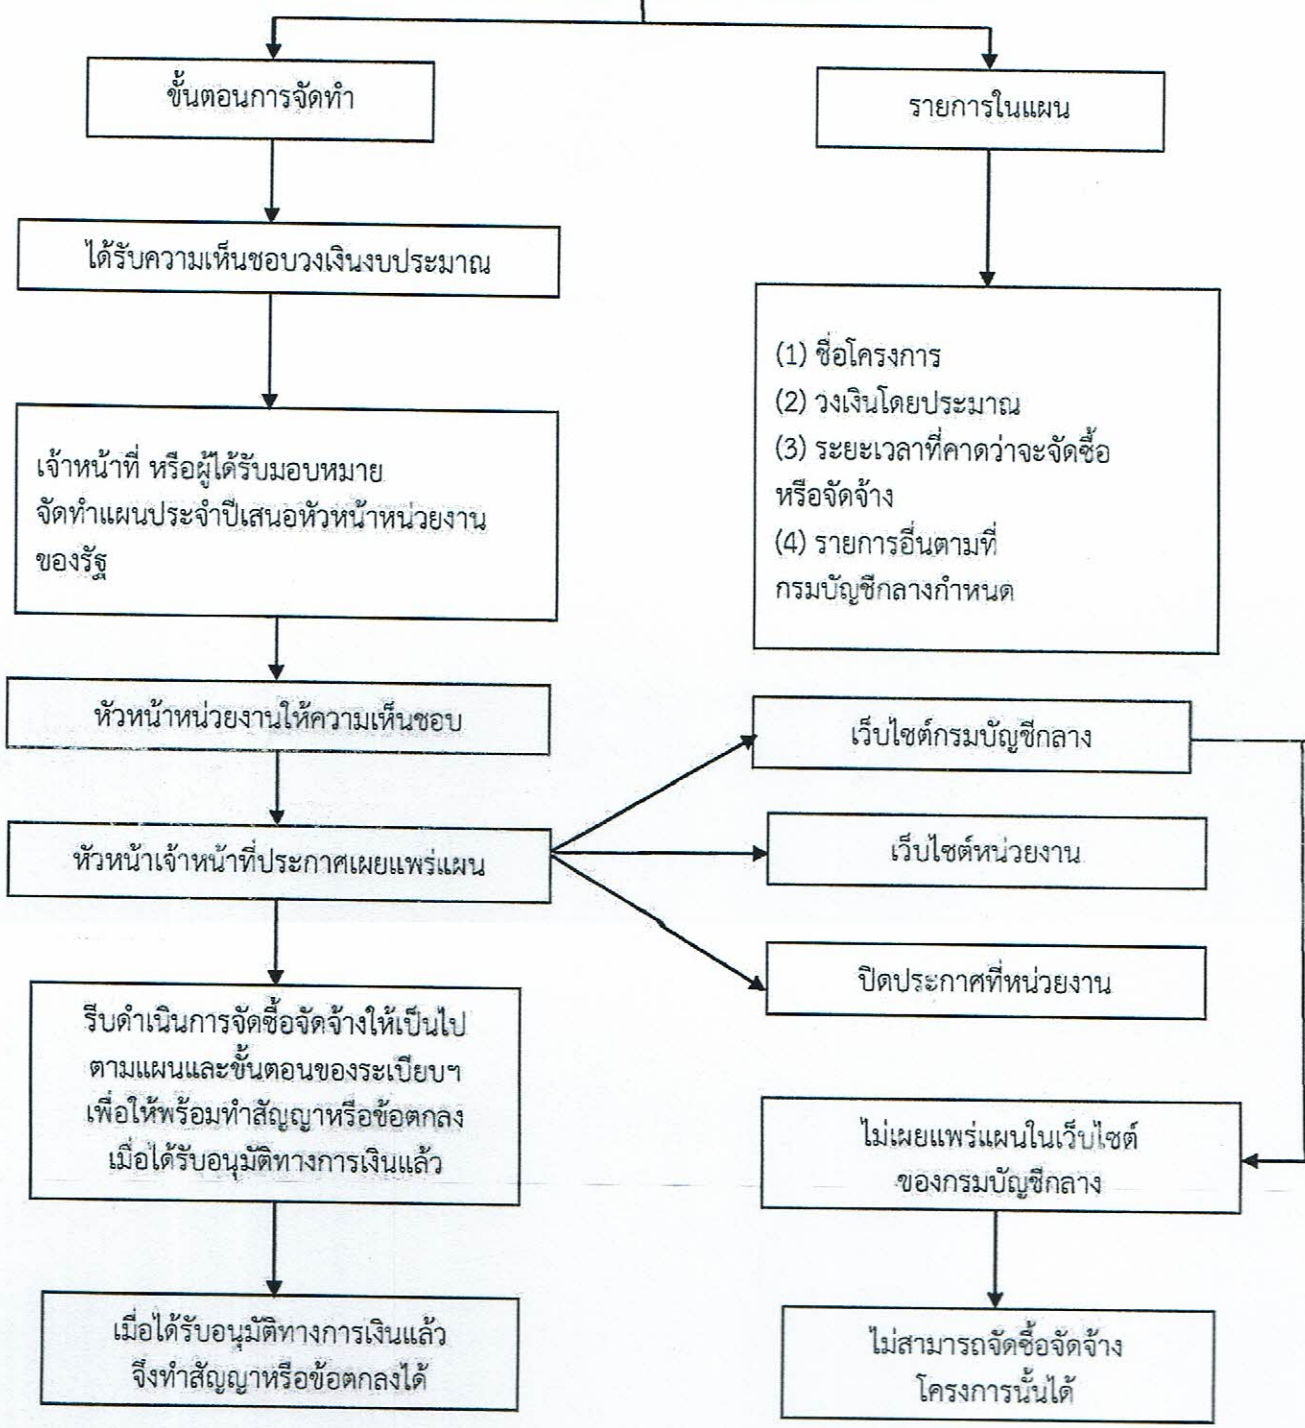 ขั้นตอนการจัดทำ
รายการในแผน
ได้รับความเห็นชอบวงเงินงบประมาณ
เจ้าหน้าที่ หรือผู้ได้รับมอบหมาย
จัดทำแผนประจำปีเสนอหัวหน้าหน่วยงาน
ของรัฐ
(1) ชื่อโครงการ
(2) วงเงินโดยประมาณ
(3) ระยะเวลาที่คาดว่าจะจัดซื้อ
หรือจัดจ้าง
(4) รายการอื่นตามที่
กรมบัญชีกลางกำหนด
หัวหน้าหน่วยงานให้ความเห็นชอบ
เว็บไซต์กรมบัญชีกลาง
หัวหน้าเจ้าหน้าที่ประกาศเผยแพร่แผน
เว็บไซต์หน่วยงาน
ปิดประกาศที่หน่วยงาน
รีบดำเนินการจัดซื้อจัดจ้างให้เป็นไป
ตามแผนและขั้นตอนของระเบียบฯ
เพื่อให้พร้อมทำสัญญาหรือข้อตกลง
เมื่อได้รับอนุมัติทางการเงินแล้ว
ไม่เผยแพร่แผนในเว็บไซต์
ของกรมบัญชีกลาง
เมื่อได้รับอนุมัติทางการเงินแล้ว
จึงทำสัญญาหรือข้อตกลงได้
ไม่สามารถจัดซื้อจัดจ้าง
โครงการนั้นได้